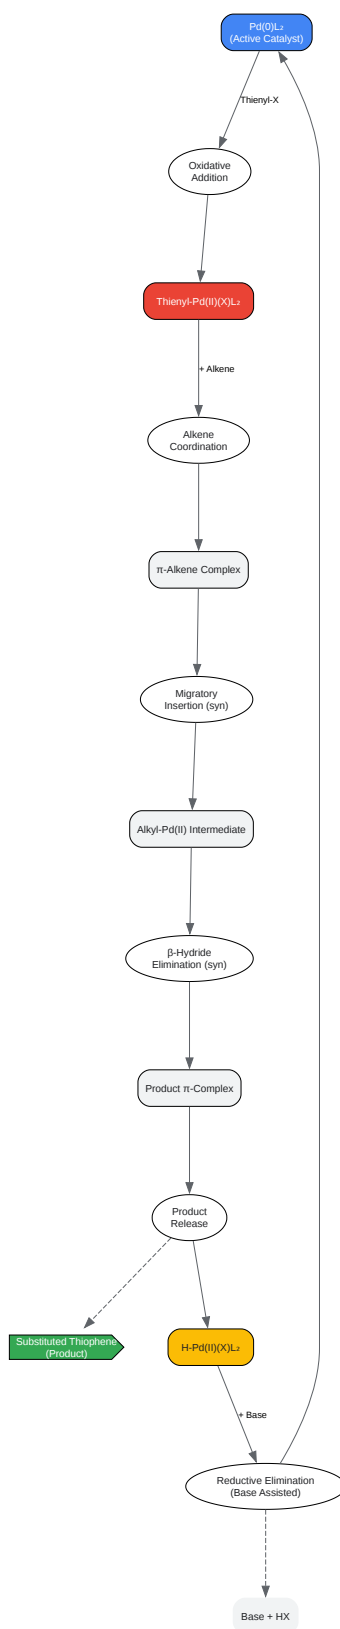 Pd(0)L₂
(Active Catalyst)
Thienyl-X
Oxidative
Addition
Thienyl-Pd(II)(X)L₂
+ Alkene
Alkene
Coordination
π-Alkene Complex
Migratory
Insertion (syn)
Alkyl-Pd(II) Intermediate
β-Hydride
Elimination (syn)
Product π-Complex
Product
Release
Substituted Thiophene
(Product)
H-Pd(II)(X)L₂
+ Base
Reductive Elimination
(Base Assisted)
Base + HX